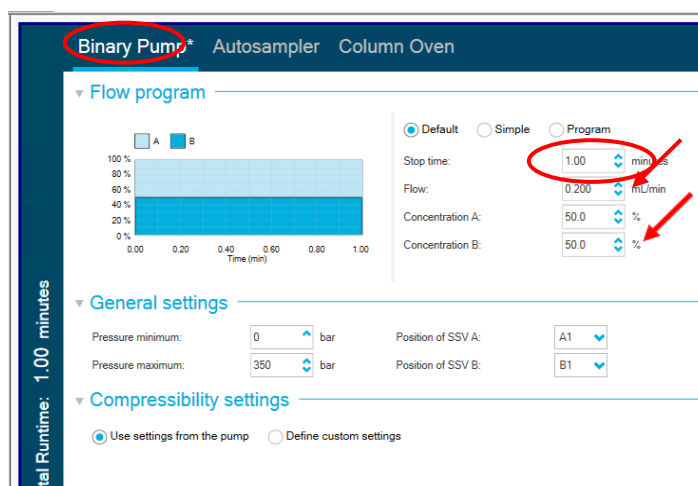 Binary Pump* Autosampler Column Oven
Flow program
A B
100 %
80 %
60 %
40 %
20 %
0 %
0.00 0.20 0.40 0.60 0.80 1.00
Time (min)
Default Simple Program
Stop time: 1.00 minutes
Flow: 0.200 mL/min
Concentration A: 50.0 %
Concentration B: 50.0 %
General settings
Pressure minimum: 0 bar Position of SSV A: A1
Pressure maximum: 350 bar Position of SSV B: B1
Compressibility settings
Use settings from the pump Define custom settings
tal Runtime: 1.00 minutes